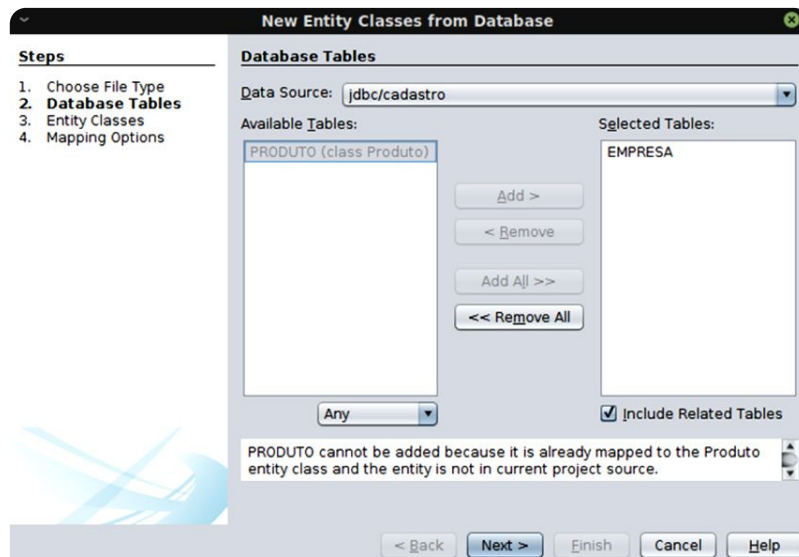 New Entity Classes from Database
Steps
1. Choose File Type
2. Database Tables
3. Entity Classes
4. Mapping Options
Database Tables
Data Source: jdbc/cadastro
Available Tables:
PRODUTO (class Produto)
Add >
< Remove
Add All >>
<< Remove All
Selected Tables:
EMPRESA
Any
Include Related Tables
PRODUTO cannot be added because it is already mapped to the Produto
entity class and the entity is not in current project source.
< Back
Next >
Finish
Cancel
Help